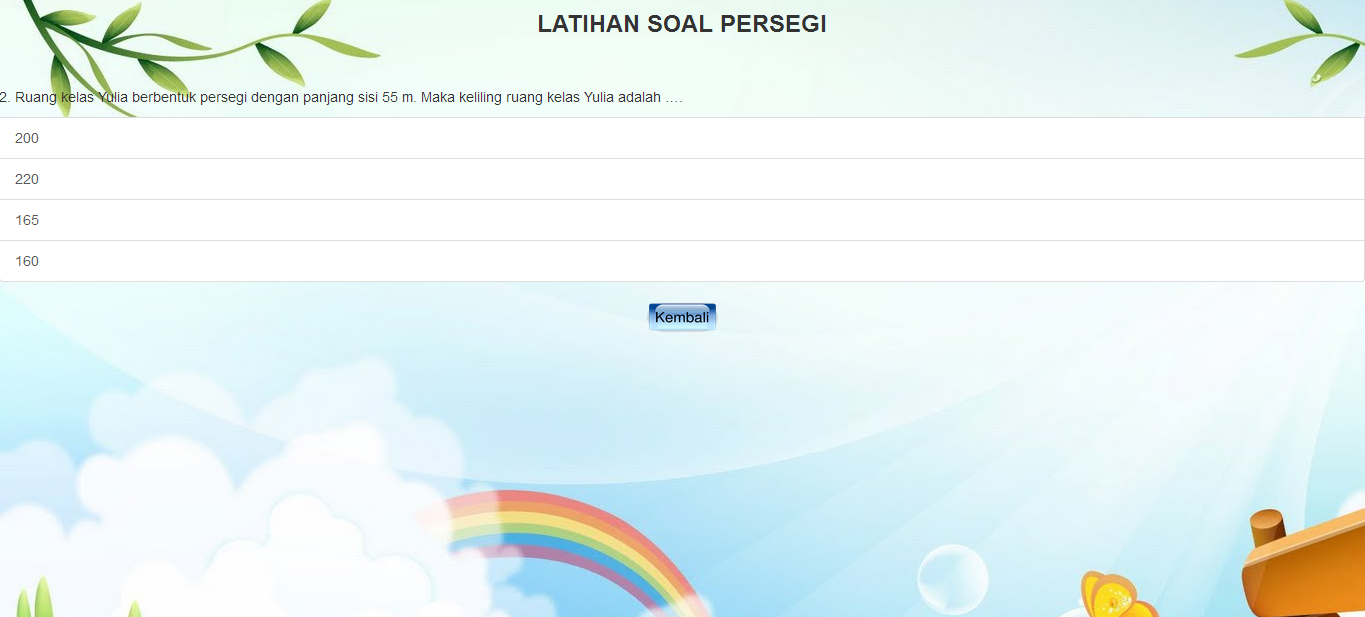 LATIHAN SOAL PERSEGI
2. Ruang kelas Yulia berbentuk persegi dengan panjang sisi 55 m. Maka keliling ruang kelas Yulia adalah ….
200
220
165
160
Kembali